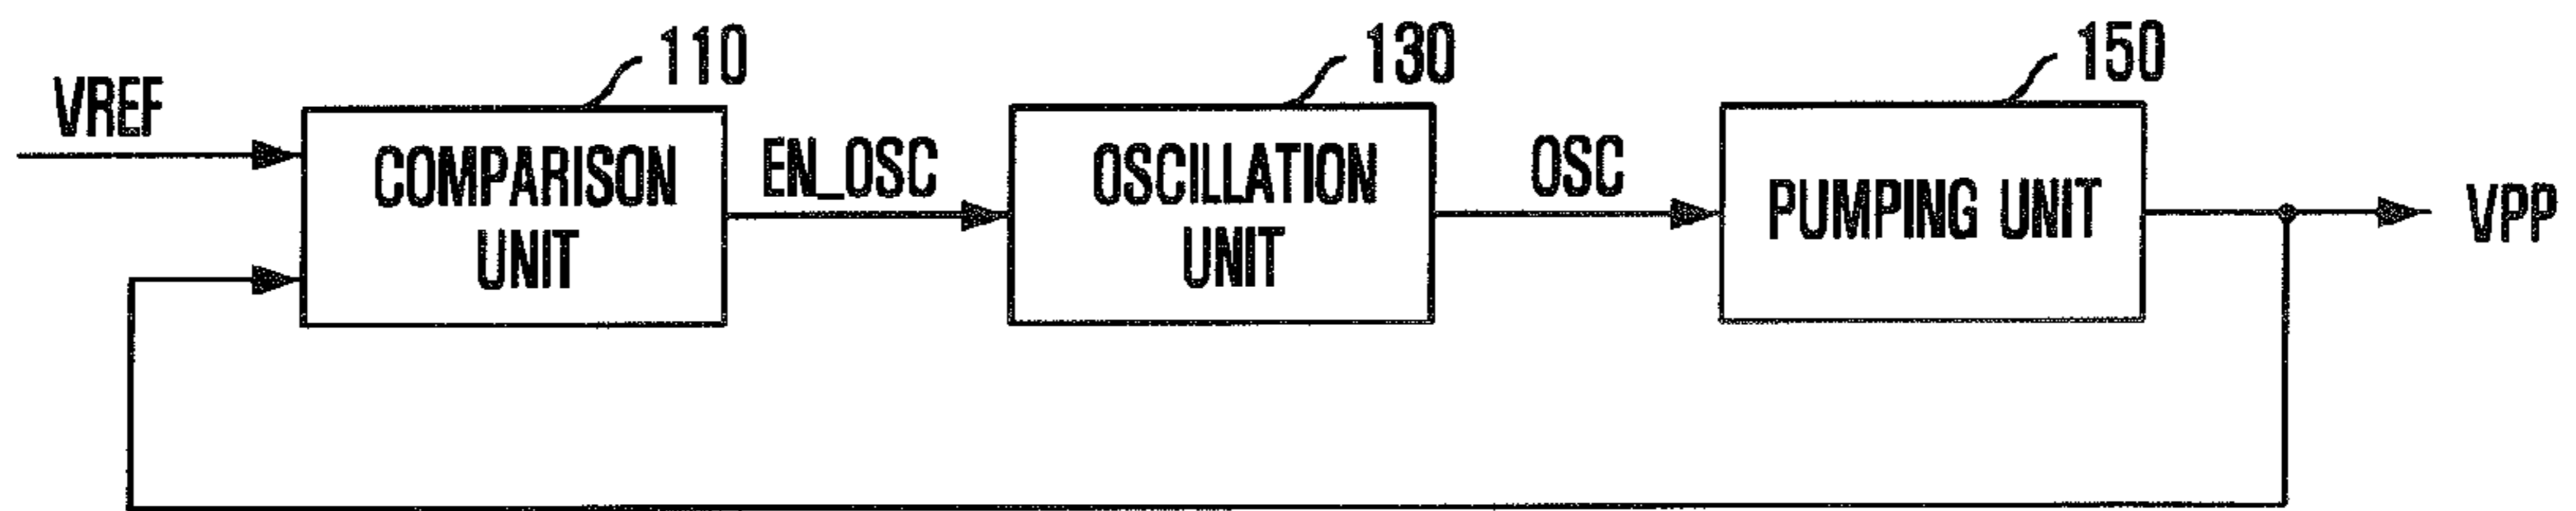 110
130
150
VREF
COMPARISON
UNIT
EN_OSC
OSCILLATION
UNIT
OSC
PUMPING UNIT
VPP